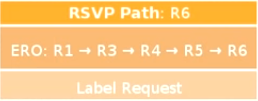 RSVP Path: R6
ERO: R1 → R3 → R4 → R5 → R6
Label Request